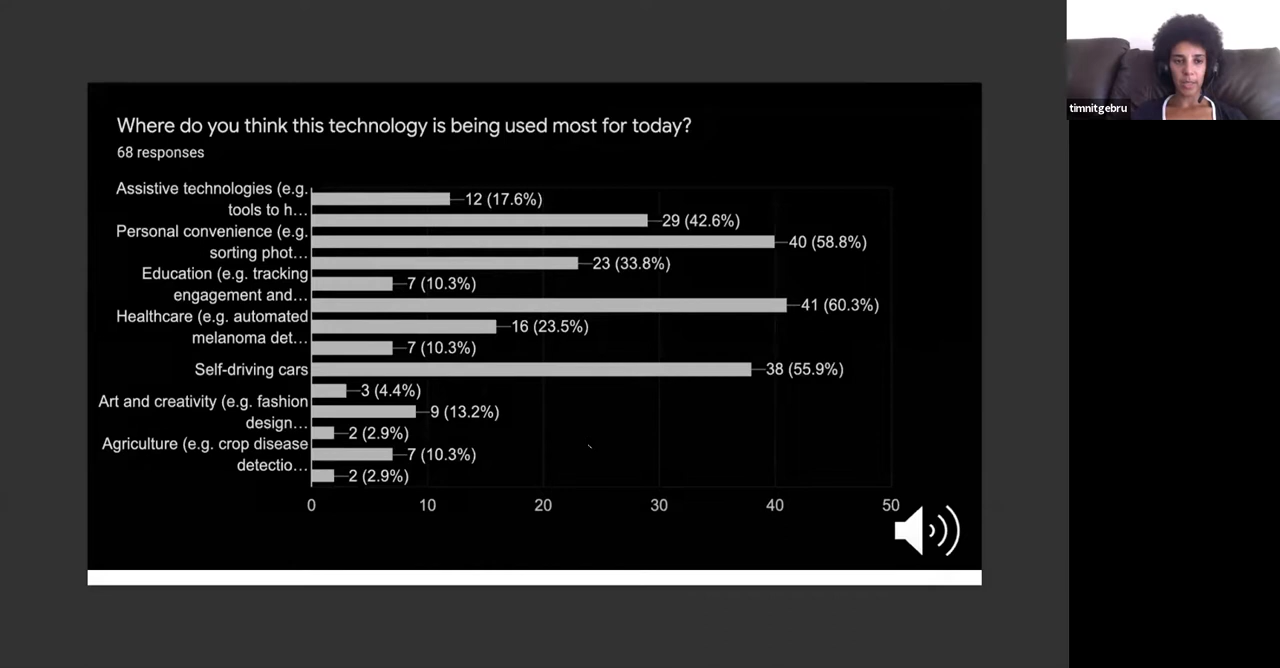 timnitgebru
Where do you think this technology is being used most for today?
68 responses
Assistive technologies (e.g.
tools to h…
12 (17.6%)
29 (42.6%)
Personal convenience (e.g.
sorting phot…
40 (58.8%)
23 (33.8%)
Education (e.g. tracking
engagement and…
7 (10.3%)
41 (60.3%)
Healthcare (e.g. automated
melanoma det…
16 (23.5%)
7 (10.3%)
Self-driving cars
38 (55.9%)
3 (4.4%)
Art and creativity (e.g. fashion
design…
9 (13.2%)
2 (2.9%)
Agriculture (e.g. crop disease
detectio…
7 (10.3%)
2 (2.9%)
0 10 20 30 40 50